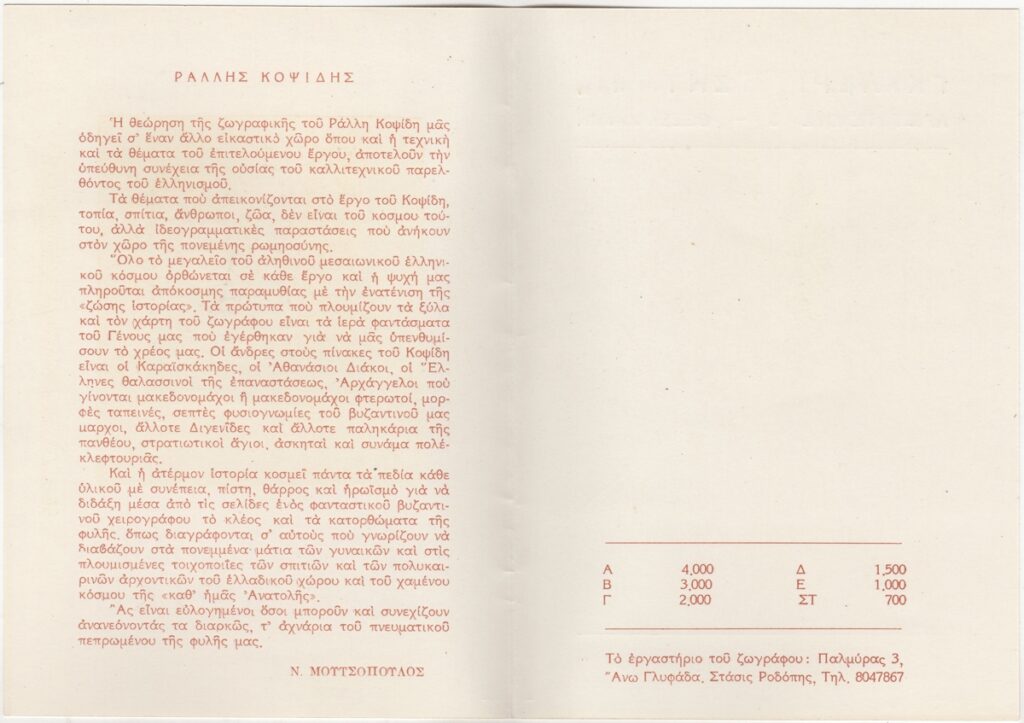 ΡΑΛΛΗΣ ΚΟΨΙΔΗΣ
Ἡ θεώρηση τῆς ζωγραφικῆς τοῦ Ράλλη Κοψίδη μᾶς
ὁδηγεῖ σ' ἕναν ἄλλο εἰκαστικὸ χῶρο ὅπου καὶ ἡ τεχνικὴ
καὶ τὰ θέματα τοῦ ἐπιτελούμενου ἔργου, ἀποτελοῦν τὴν
ὑπεύθυνη συνέχεια τῆς οὐσίας τοῦ καλλιτεχνικοῦ παρελ-
θόντος τοῦ ἑλληνισμοῦ.
Τὰ θέματα ποὺ ἀπεικονίζονται στὸ ἔργο τοῦ Κοψίδη,
τοπία, σπίτια, ἄνθρωποι, ζῶα, δὲν εἶναι τοῦ κοσμου τού-
του, ἀλλὰ ἰδεογραμματικὲς παραστάσεις ποὺ ἀνήκουν
στὸν χῶρο τῆς πονεμένης ρωμηοσύνης.
Ὅλο τὸ μεγαλεῖο τοῦ ἀληθινοῦ μεσαιωνικοῦ ἑλληνι-
κοῦ κόσμου ὀρθώνεται σὲ κάθε ἔργο καὶ ἡ ψυχή μας
πληροῦται ἀπόκοσμης παραμυθίας μὲ τὴν ἐνατένιση τῆς
«ζώσης ἱστορίας». Τὰ πρώτυπα ποὺ πλουμίζουν τὰ ξύλα
καὶ τὸν χάρτη τοῦ ζωγράφου εἶναι τὰ ἱερὰ φαντάσματα
τοῦ Γένους μας ποὺ ἐγέρθηκαν γιὰ νὰ μᾶς ὑπενθυμί-
σουν τὸ χρέος μας. Οἱ ἄνδρες στοὺς πίνακες τοῦ Κοψίδη
εἶναι οἱ Καραϊσκάκηδες, οἱ Ἀθανάσιοι Διάκοι, οἱ Ἕλ-
ληνες θαλασσινοὶ τῆς ἐπαναστάσεως, Ἀρχάγγελοι ποὺ
γίνονται μακεδονομάχοι ἢ μακεδονομάχοι φτερωτοί, μορ-
φὲς ταπεινές, σεπτὲς φυσιογνωμίες τοῦ βυζαντινοῦ μας
μαρχοι, ἄλλοτε Διγενῖδες καὶ ἄλλοτε παληκάρια τῆς
πανθέου, στρατιωτικοὶ ἅγιοι, ἀσκηταὶ καὶ συνάμα πολέ-
κλεφτουριᾶς.
Καὶ ἡ ἀτέρμον ἱστορία κοσμεῖ πάντα τὰ πεδία κάθε
ὑλικοῦ μὲ συνέπεια, πίστη, θάρρος καὶ ἡρωϊσμὸ γιὰ νὰ
διδάξη μέσα ἀπὸ τὶς σελίδες ἑνὸς φανταστικοῦ βυζαντι-
νοῦ χειρογράφου τὸ κλέος καὶ τὰ κατορθώματα τῆς
φυλῆς. ὅπως διαγράφονται σ' αὐτοὺς ποὺ γνωρίζουν νὰ
διαβάζουν στὰ πονεμμένα μάτια τῶν γυναικῶν καὶ στὶς
πλουμισμένες τοιχοποιῖες τῶν σπιτιῶν καὶ τῶν πολυκαι-
ρινῶν ἀρχοντικῶν τοῦ ἑλλαδικοῦ χώρου καὶ τοῦ χαμένου
κόσμου τῆς «καθ' ἡμᾶς Ἀνατολῆς».
Ἂς εἶναι εὐλογημένοι ὅσοι μποροῦν καὶ συνεχίζουν
ἀνανεόνοντάς τα διαρκῶς, τ' ἀχνάρια τοῦ πνευματικοῦ
πεπρωμένου τῆς φυλῆς μας.
Ν. ΜΟΥΤΣΟΠΟΥΛΟΣ
Α 4,000 Δ 1,500
Β 3,000 Ε 1,000
Γ 2,000 ΣΤ 700
Τὸ ἐργαστήριο τοῦ ζωγράφου: Παλμύρας 3,
Ἄνω Γλυφάδα. Στάσις Ροδόπης, Τηλ. 8047867